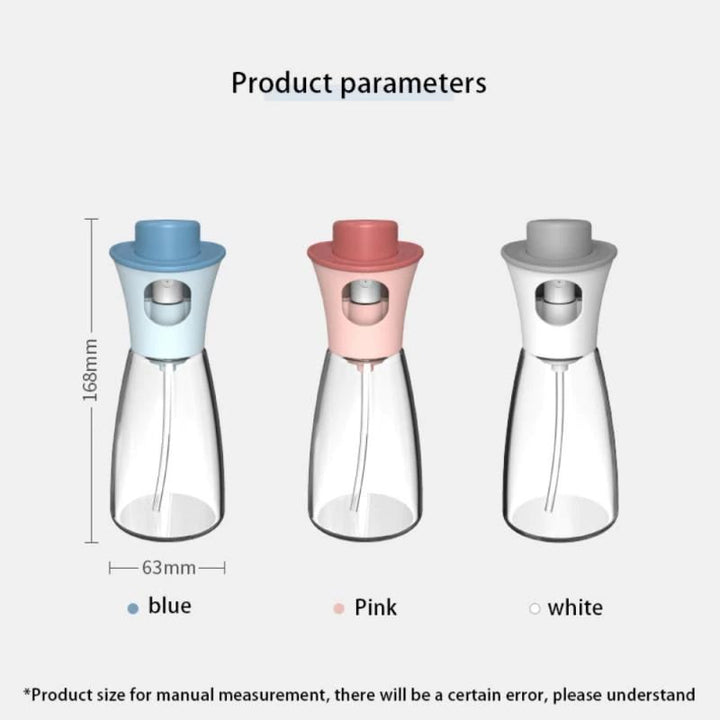 Product parameters
168mm
63mm
blue
Pink
white
*Product size for manual measurement, there will be a certain error, please understand